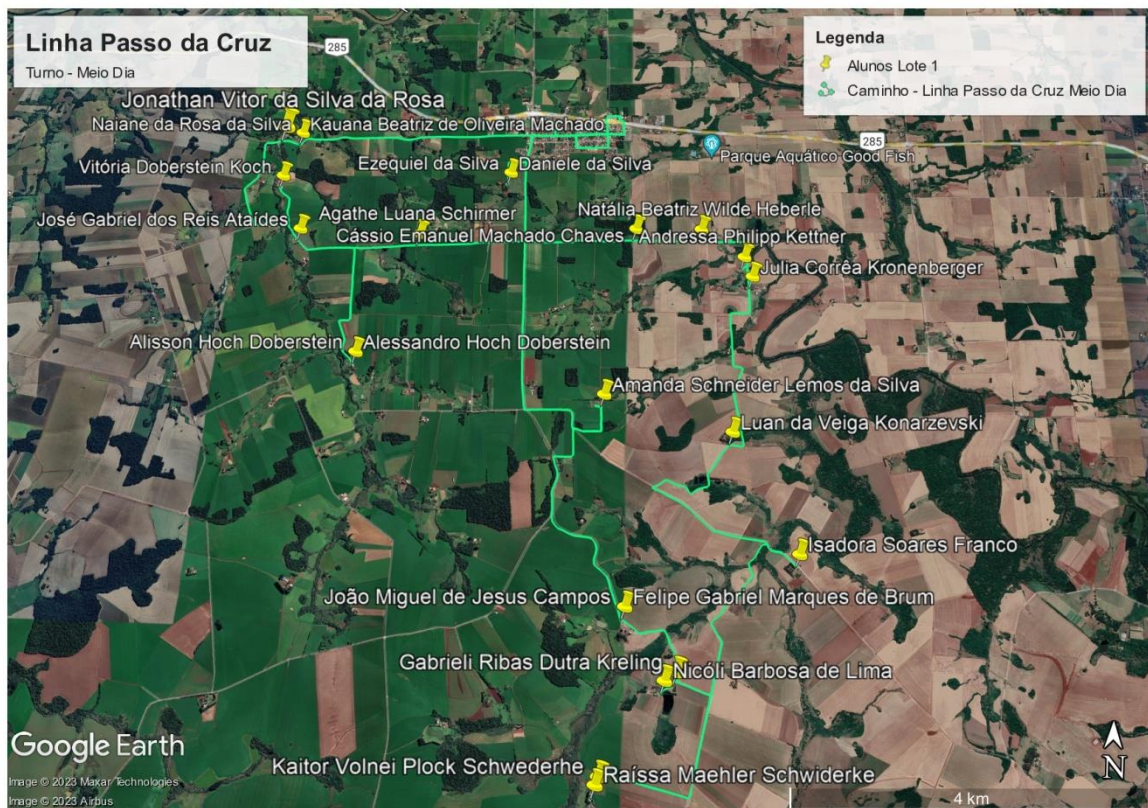 Linha Passo da Cruz
Turno - Meio Dia
285
Legenda
Alunos Lote 1
Caminho - Linha Passo da Cruz Meio Dia
Jonathan Vitor da Silva da Rosa
Naiane da Rosa da Silva
Kauana Beatriz de Oliveira Machado
285
Parque Aquático Good Fish
Vitória Doberstein Koch
Ezequiel da Silva
Daniele da Silva
José Gabriel dos Reis Ataídes
Agathe Luana Schirmer
Natália Beatriz Wilde Heberle
Cássio Emanuel Machado Chaves
Andressa Philipp Kettner
Julia Corrêa Kronenberger
Alisson Hoch Doberstein
Alessandro Hoch Doberstein
Amanda Schneider Lemos da Silva
Luan da Veiga Konarzevski
Isadora Soares Franco
João Miguel de Jesus Campos
Felipe Gabriel Marques de Brum
Gabrieli Ribas Dutra Kreling
Nicóli Barbosa de Lima
Kaitor Volnei Plock Schwederhe
Raíssa Maehler Schwiderke
Google Earth
Image © 2023 Maxar Technologies
Image © 2023 Airbus
N
4 km